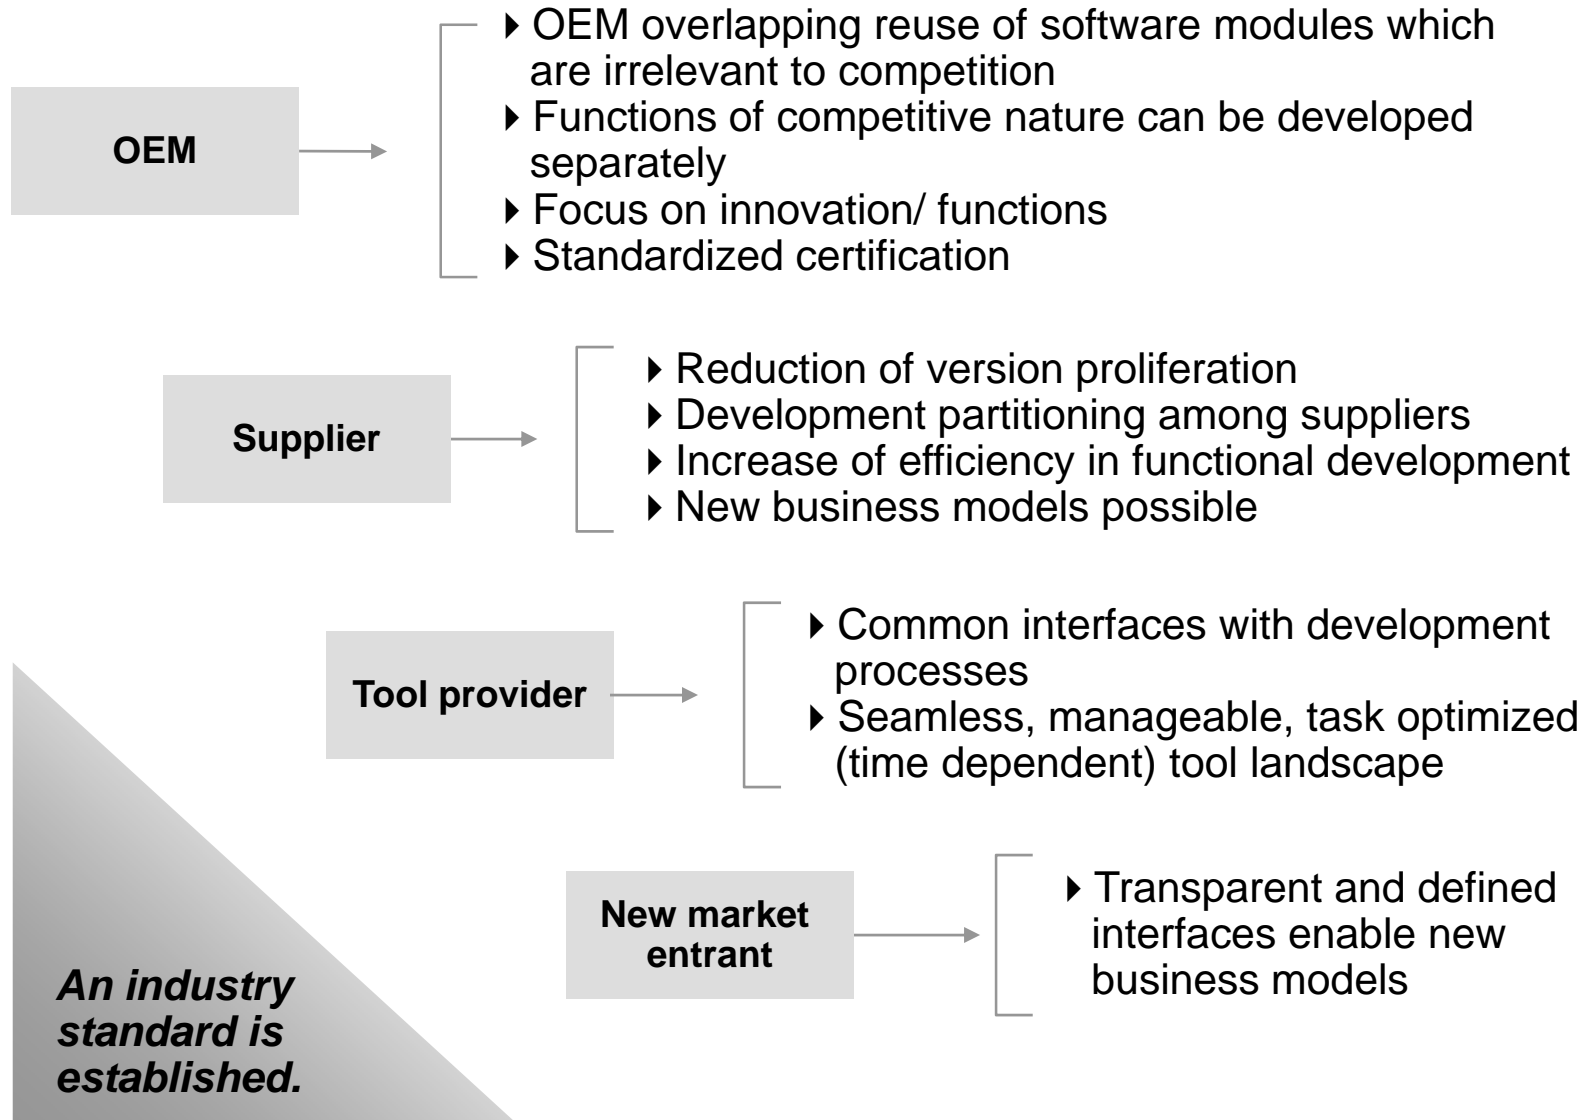 OEM
▶ OEM overlapping reuse of software modules which
are irrelevant to competition
▶ Functions of competitive nature can be developed
separately
▶ Focus on innovation/ functions
▶ Standardized certification
Supplier
▶ Reduction of version proliferation
▶ Development partitioning among suppliers
▶ Increase of efficiency in functional development
▶ New business models possible
Tool provider
▶ Common interfaces with development
processes
▶ Seamless, manageable, task optimized
(time dependent) tool landscape
New market
entrant
▶ Transparent and defined
interfaces enable new
business models
An industry
standard is
established.